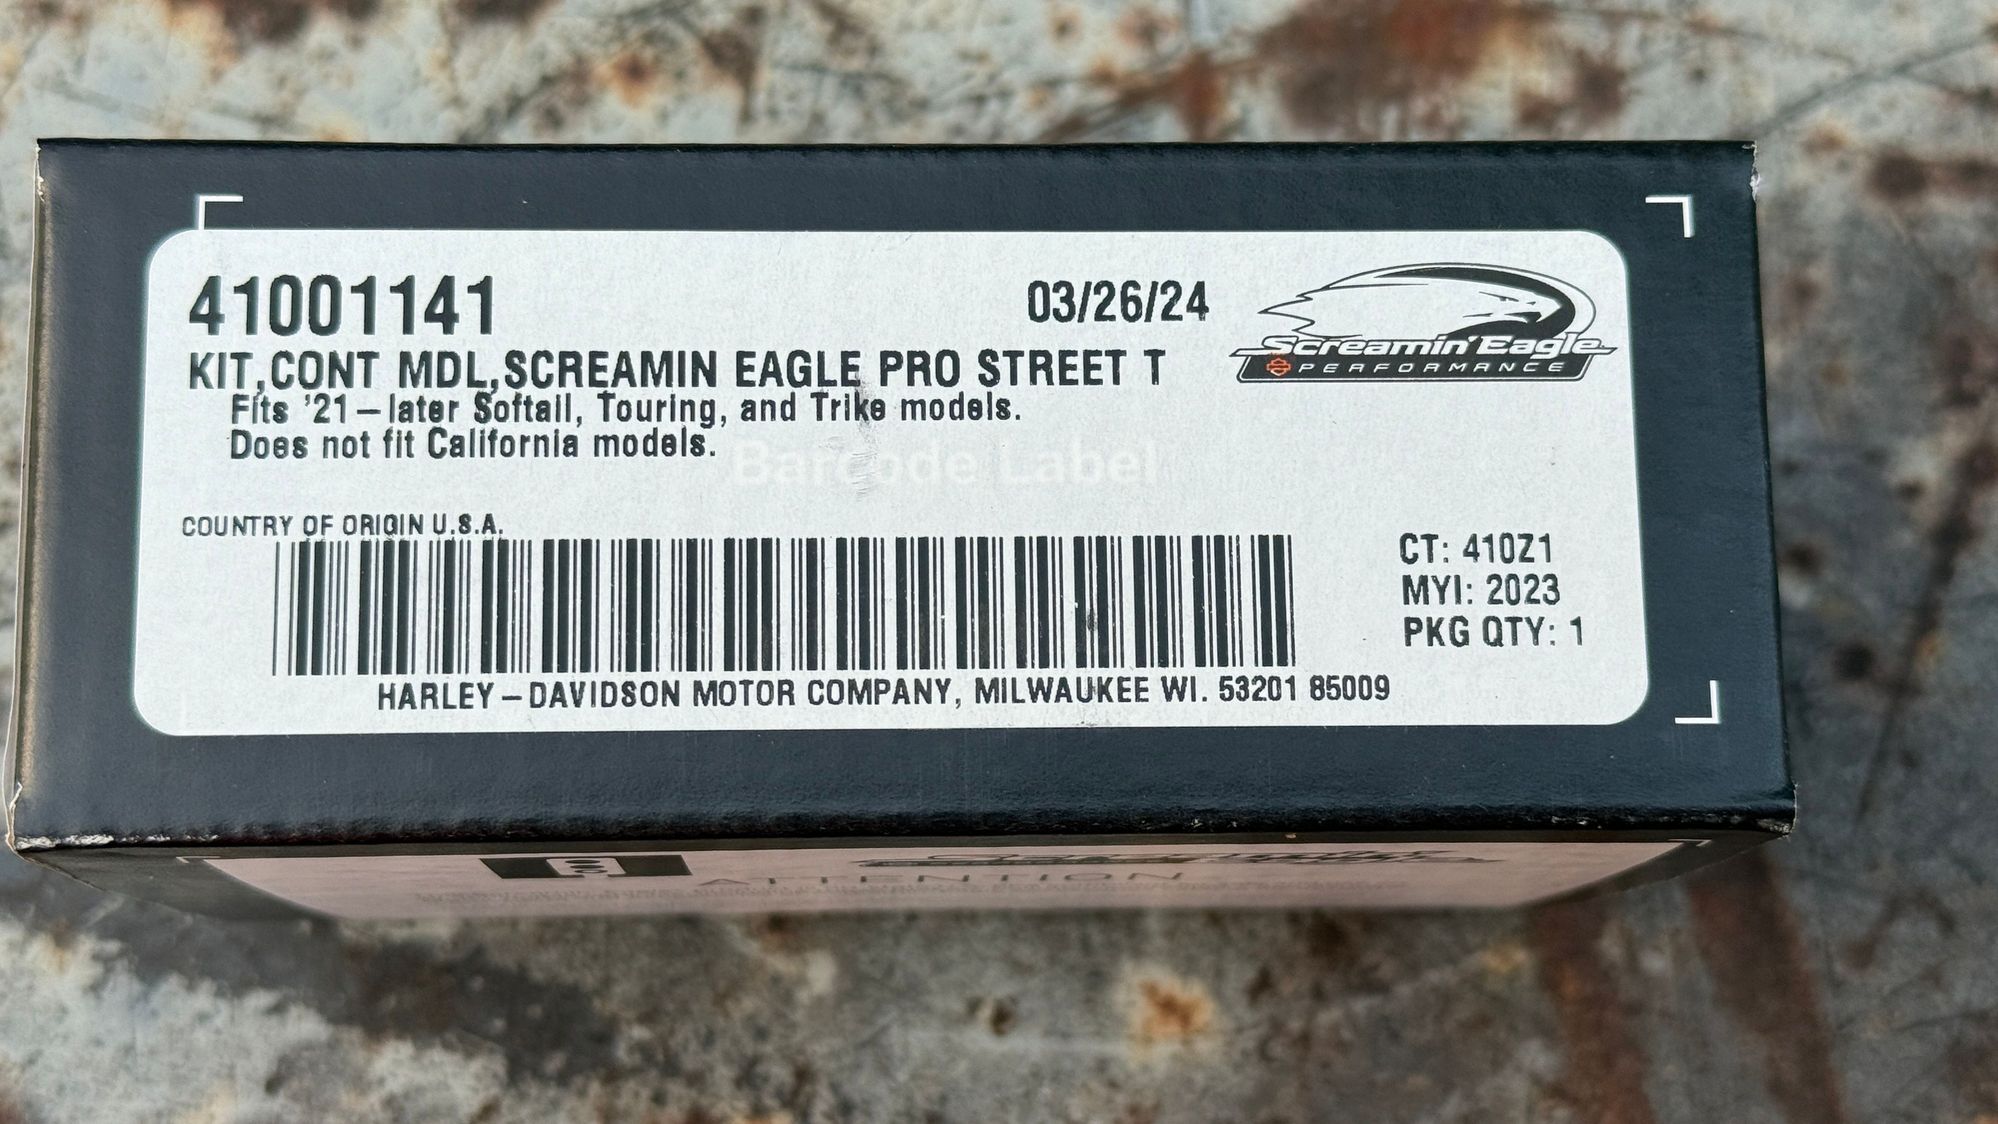 41001141
03/26/24
Screamin' Eagle
PERFORMANCE
KIT,CONT MDL,SCREAMIN EAGLE PRO STREET T
Fits '21-later Softail, Touring, and Trike models.
Does not fit California models.
Barcode Label
COUNTRY OF ORIGIN U.S.A.
CT: 410Z1
MYI: 2023
PKG QTY: 1
HARLEY-DAVIDSON MOTOR COMPANY, MILWAUKEE WI. 53201 85009
ATTENTION